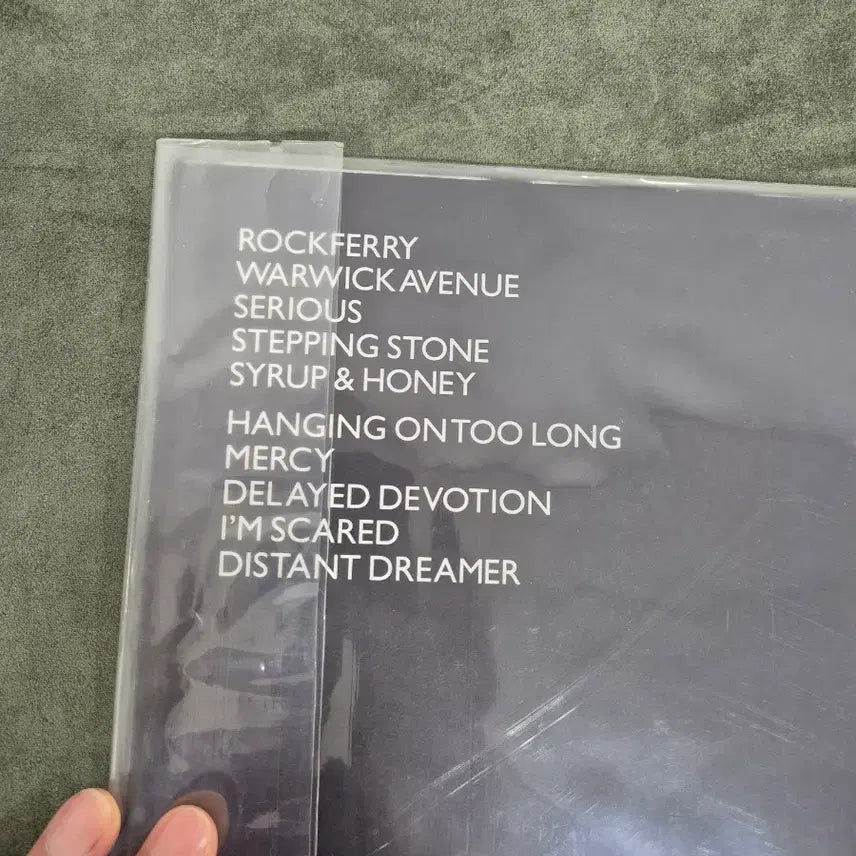 ROCKFERRY
WARWICK AVENUE
SERIOUS
STEPPING STONE
SYRUP & HONEY
HANGING ON TOO LONG
MERCY
DELAYED DEVOTION
I'M SCARED
DISTANT DREAMER